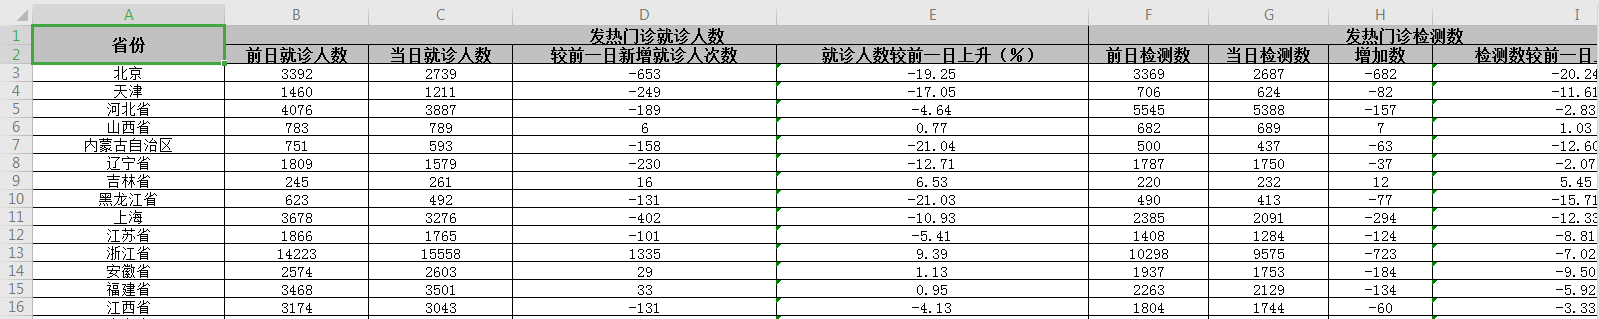 A B C D E F G H I
1 省份 发热门诊就诊人数 发热门诊检测数
2 前日就诊人数 当日就诊人数 较前一日新增就诊人次数 就诊人数较前一日上升（%） 前日检测数 当日检测数 增加数 检测数较前一日
3 北京 3392 2739 -653 -19.25 3369 2687 -682 -20.24
4 天津 1460 1211 -249 -17.05 706 624 -82 -11.61
5 河北省 4076 3887 -189 -4.64 5545 5388 -157 -2.83
6 山西省 783 789 6 0.77 682 689 7 1.03
7 内蒙古自治区 751 593 -158 -21.04 500 437 -63 -12.60
8 辽宁省 1809 1579 -230 -12.71 1787 1750 -37 -2.07
9 吉林省 245 261 16 6.53 220 232 12 5.45
10 黑龙江省 623 492 -131 -21.03 490 413 -77 -15.71
11 上海 3678 3276 -402 -10.93 2385 2091 -294 -12.33
12 江苏省 1866 1765 -101 -5.41 1408 1284 -124 -8.81
13 浙江省 14223 15558 1335 9.39 10298 9575 -723 -7.02
14 安徽省 2574 2603 29 1.13 1937 1753 -184 -9.50
15 福建省 3468 3501 33 0.95 2263 2129 -134 -5.92
16 江西省 3174 3043 -131 -4.13 1804 1744 -60 -3.33